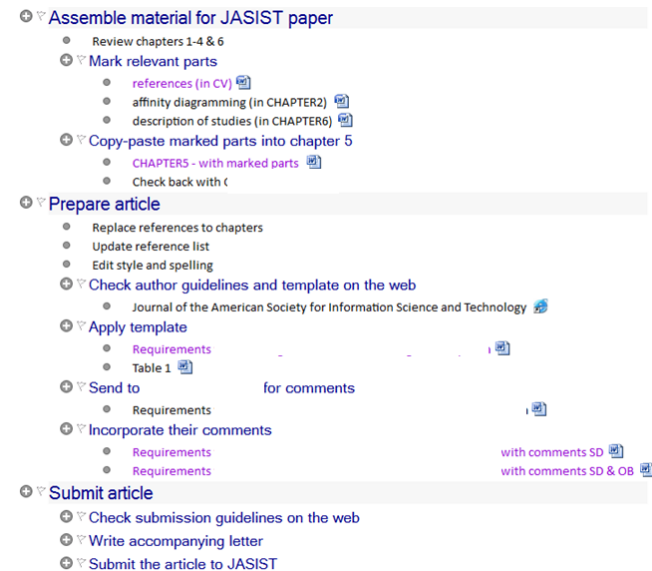 Assemble material for JASIST paper
Review chapters 1-4 & 6
Mark relevant parts
references (in CV)
affinity diagramming (in CHAPTER2)
description of studies (in CHAPTER6)
Copy-paste marked parts into chapter 5
CHAPTER5 - with marked parts
Check back with
Prepare article
Replace references to chapters
Update reference list
Edit style and spelling
Check author guidelines and template on the web
Journal of the American Society for Information Science and Technology
Apply template
Requirements
Table 1
Send to for comments
Requirements
Incorporate their comments
Requirements with comments SD
Requirements with comments SD & OB
Submit article
Check submission guidelines on the web
Write accompanying letter
Submit the article to JASIST